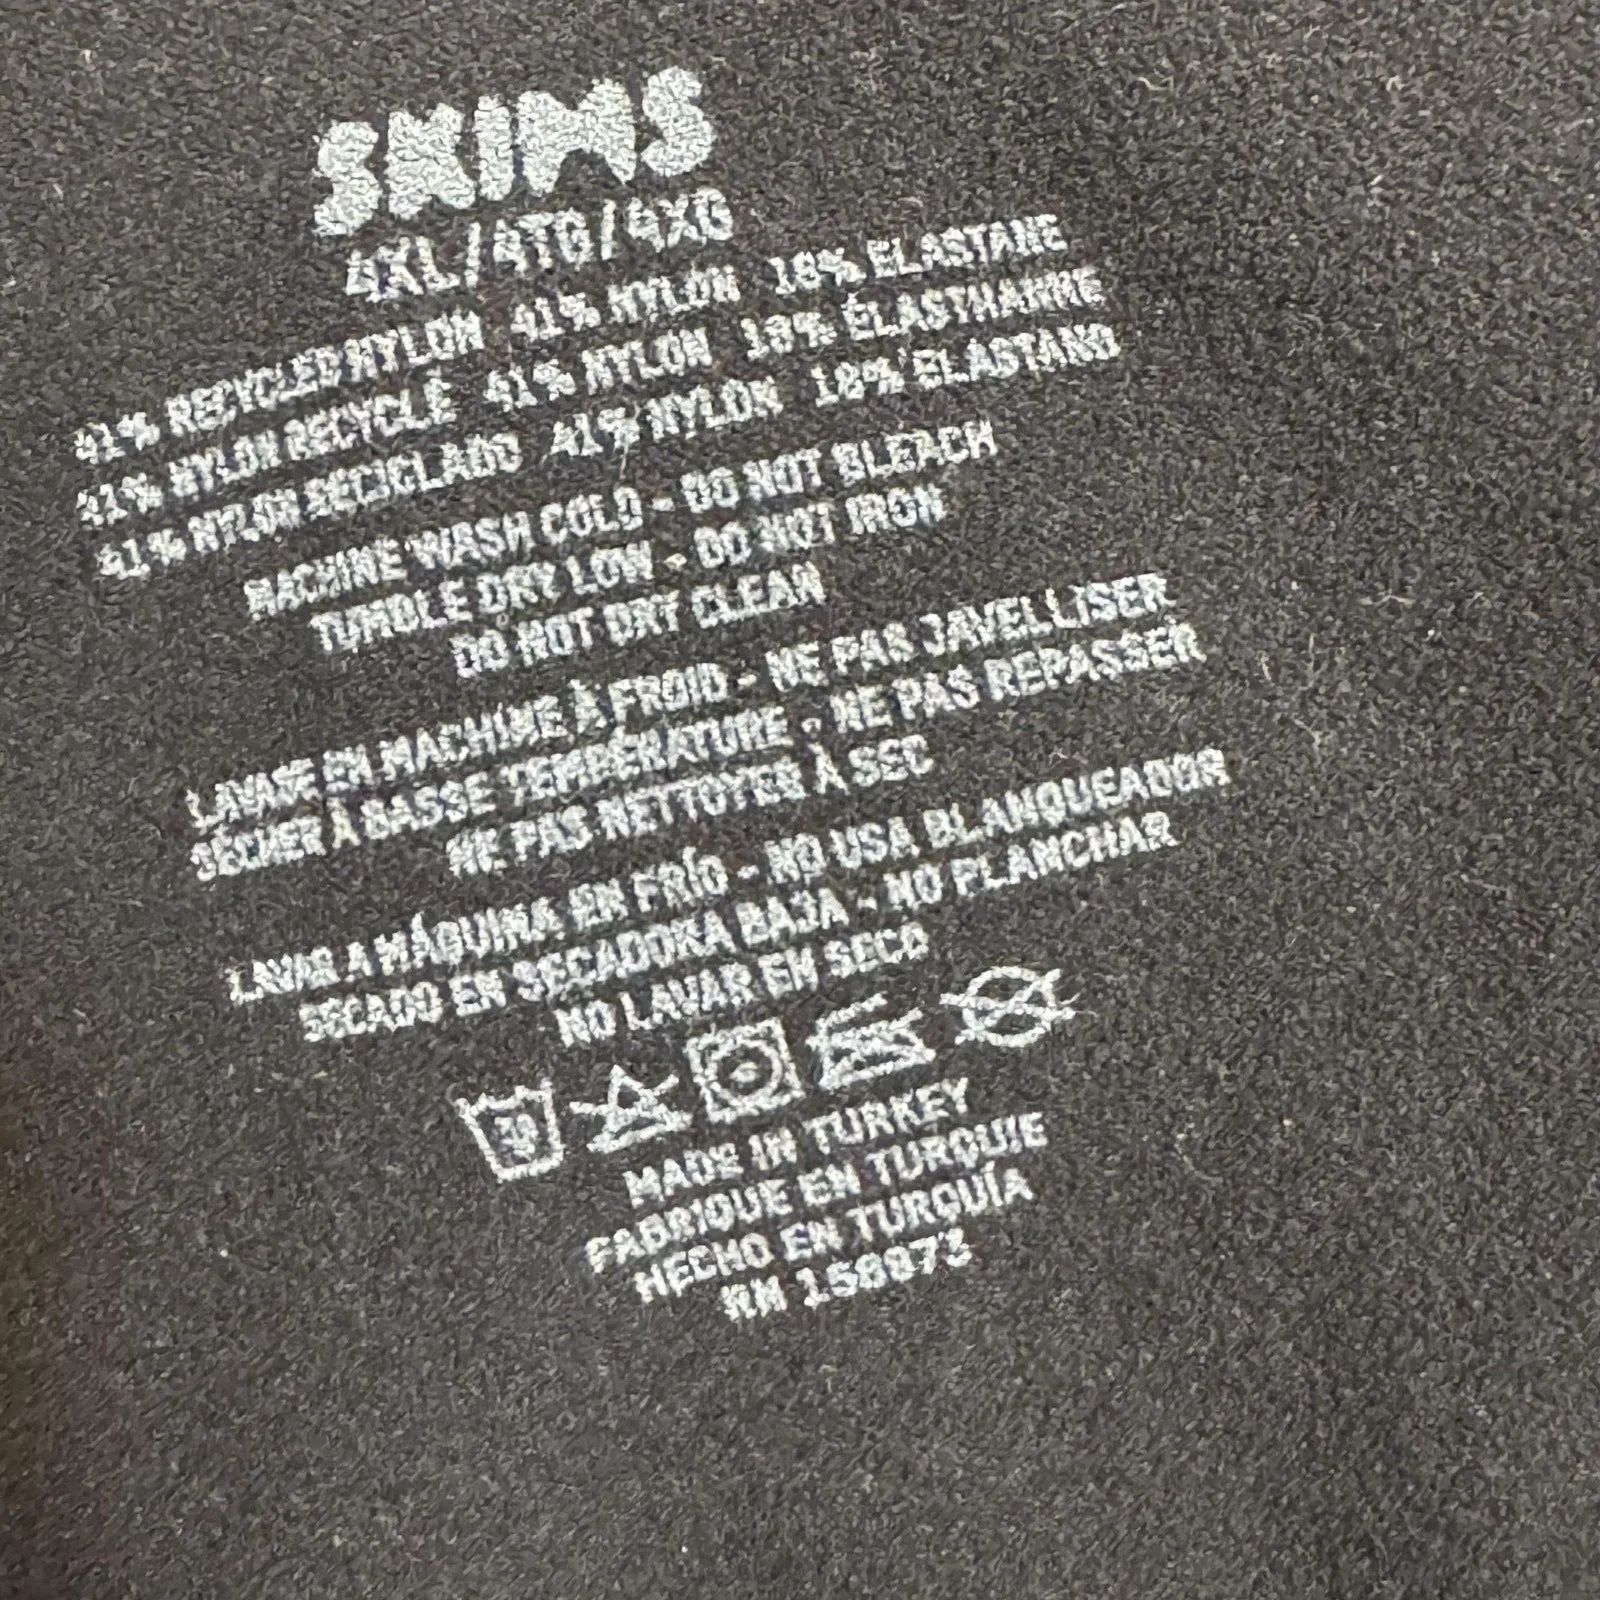 SKIMS
4XL/4TG/4XG
41% RECYCLED NYLON 41% NYLON 18% ELASTANE
41% NYLON RECYCLÉ 41% NYLON 18% ÉLASTHANNE
41% NYLON RECICLADO 41% NYLON 18% ELASTANO
MACHINE WASH COLD - DO NOT BLEACH
TUMBLE DRY LOW - DO NOT IRON
DO NOT DRY CLEAN
LAVAGE EN MACHINE À FROID - NE PAS JAVELLISER
SÉCHER À BASSE TEMPÉRATURE - NE PAS REPASSER
NE PAS NETTOYER À SEC
LAVAR A MÁQUINA EN FRÍO - NO USA BLANQUEADOR
SECADO EN SECADORA BAJA - NO PLANCHAR
NO LAVAR EN SECO
30
MADE IN TURKEY
FABRIQUE EN TURQUIE
HECHO EN TURQUÍA
RN